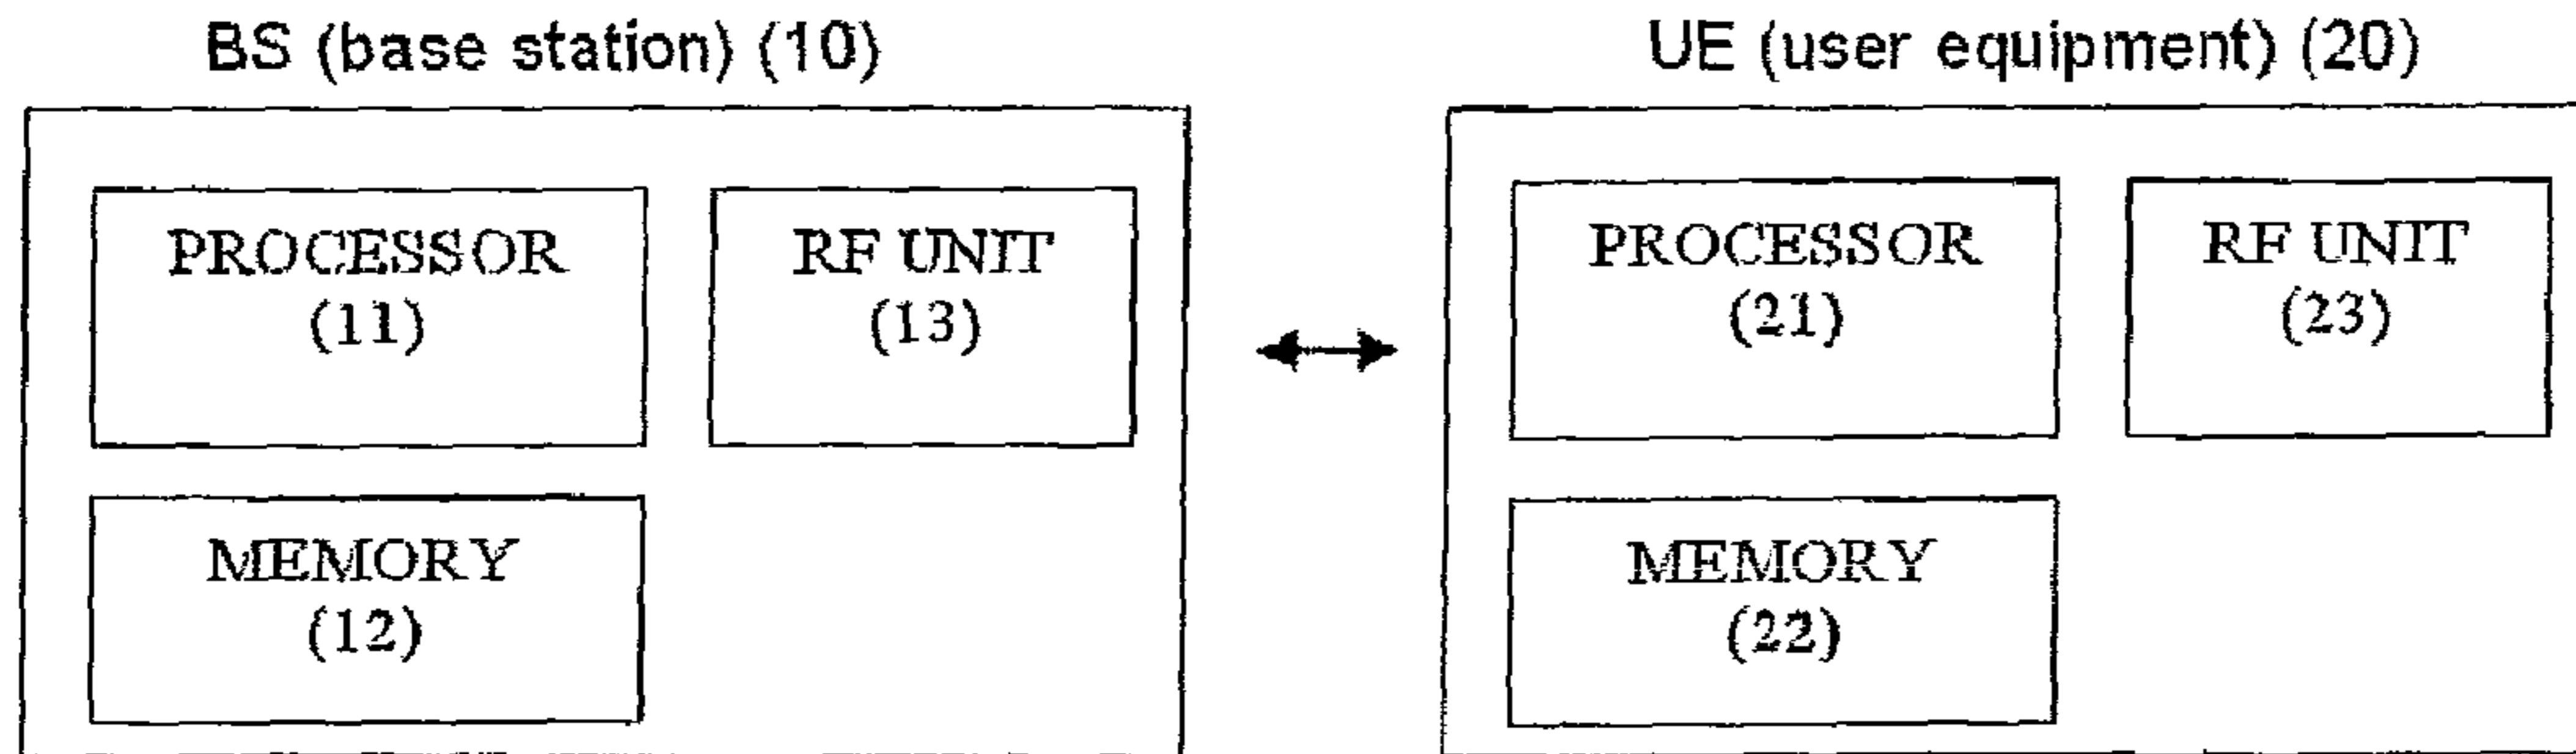 BS (base station) (10)
UE (user equipment) (20)
PROCESSOR
(11)
RF UNIT
(13)
MEMORY
(12)
PROCESSOR
(21)
RF UNIT
(23)
MEMORY
(22)